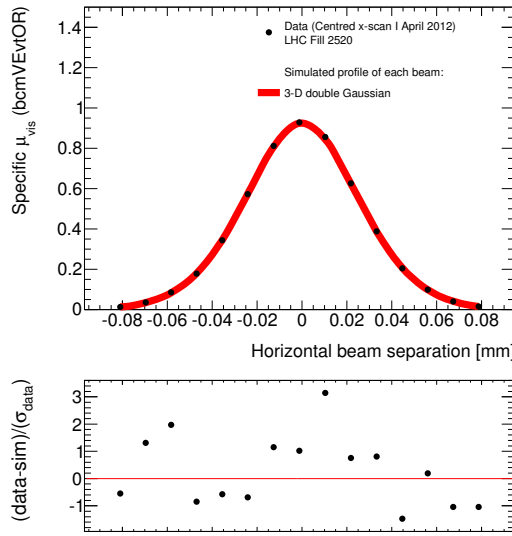 Data (Centred x-scan I April 2012)
LHC Fill 2520
Simulated profile of each beam:
3-D double Gaussian
Specific μvis (bcmVEvtOR)
1.4
1.2
1
0.8
0.6
0.4
0.2
0
-0.08 -0.06 -0.04 -0.02 0 0.02 0.04 0.06 0.08
Horizontal beam separation [mm]
(data-sim)/(σdata)
3
2
1
0
-1